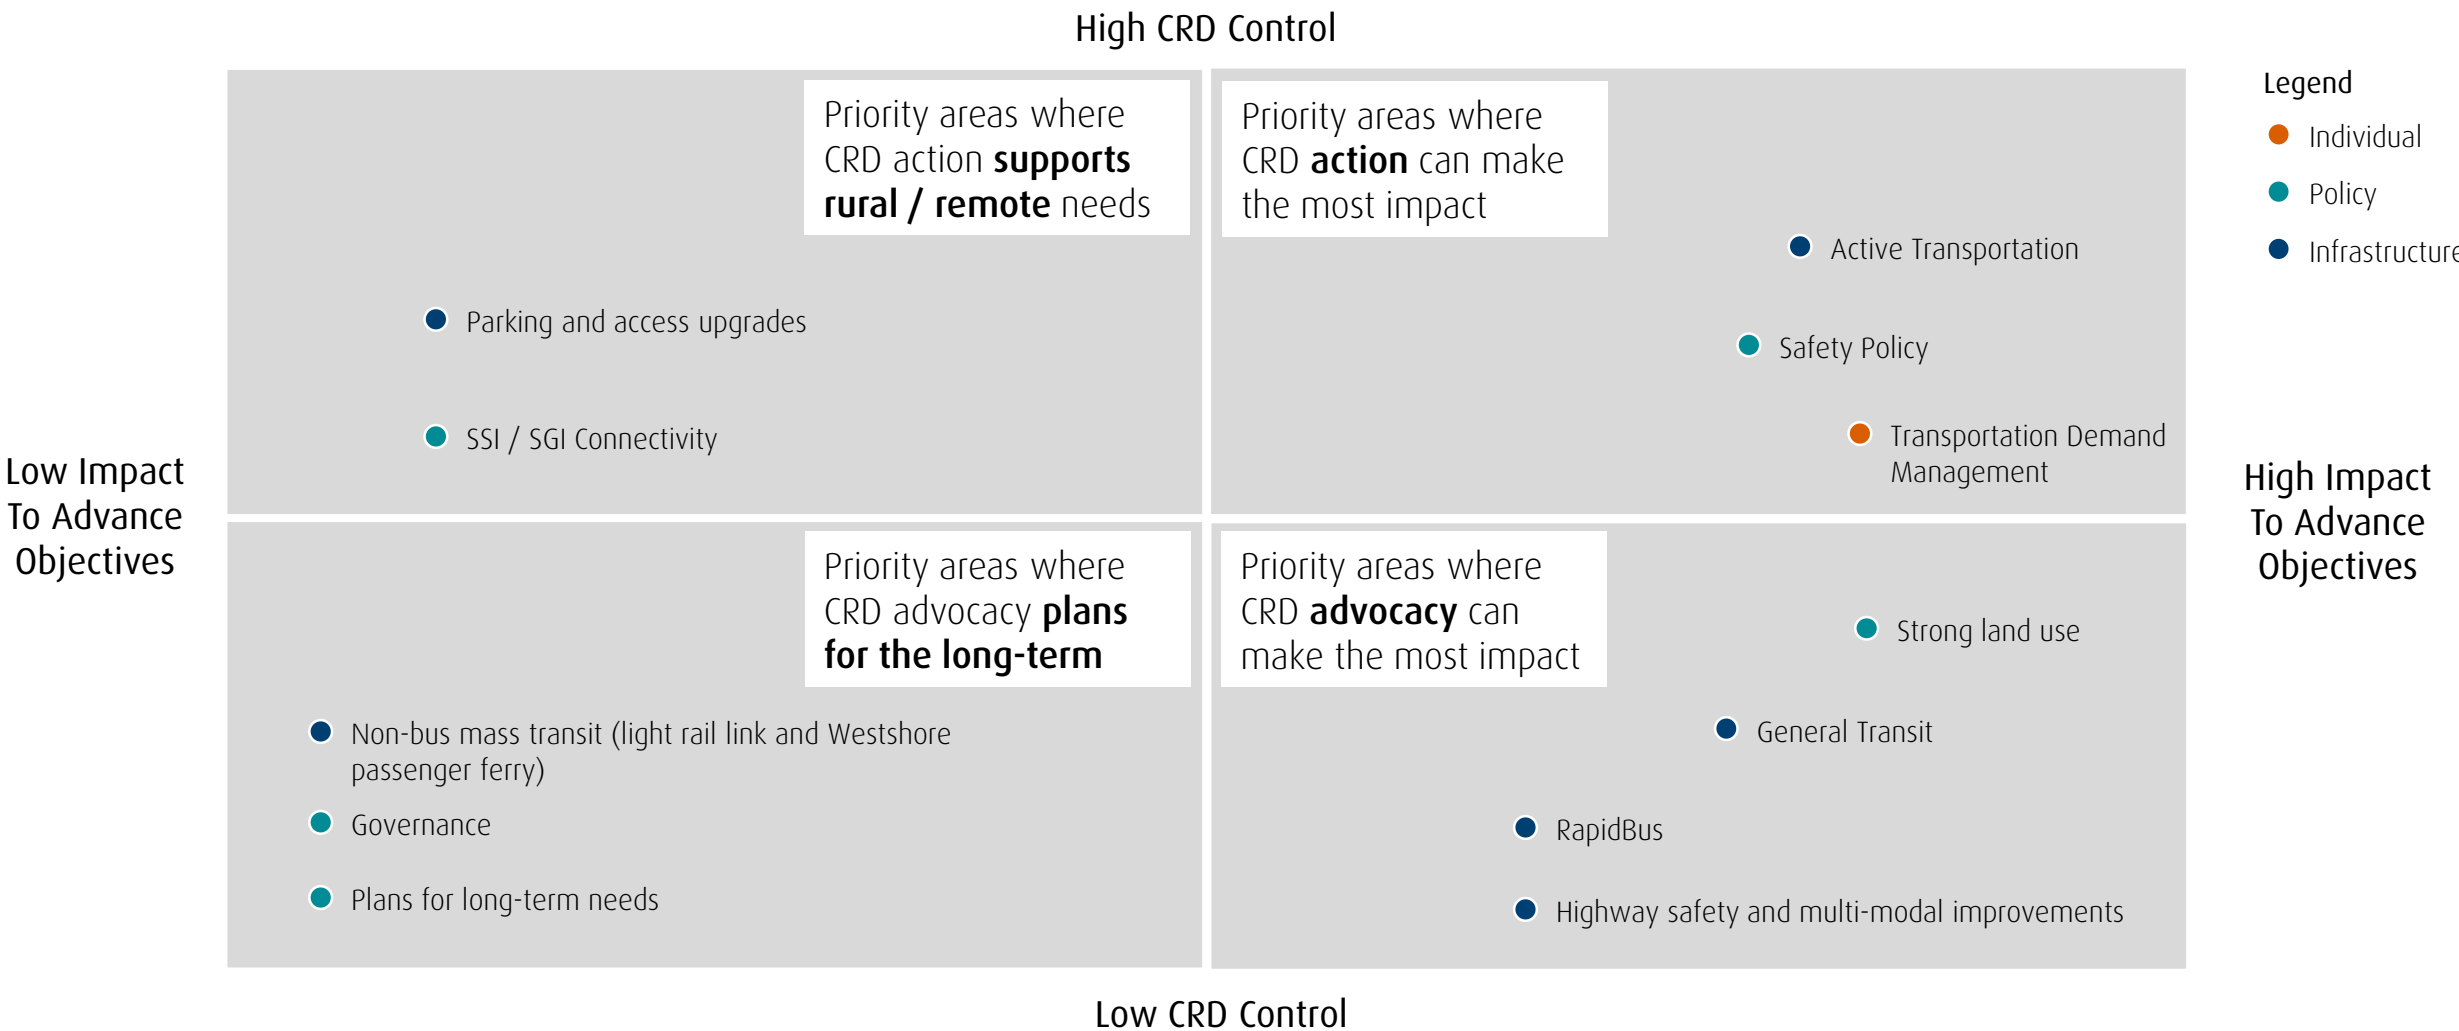 High CRD Control
Priority areas where
CRD action supports
rural / remote needs
Priority areas where
CRD action can make
the most impact
Legend
Individual
Policy
Infrastructure
Active Transportation
Parking and access upgrades
Safety Policy
SSI / SGI Connectivity
Transportation Demand
Management
Low Impact
To Advance
Objectives
High Impact
To Advance
Objectives
Priority areas where
CRD advocacy plans
for the long-term
Priority areas where
CRD advocacy can
make the most impact
Strong land use
Non-bus mass transit (light rail link and Westshore
passenger ferry)
General Transit
Governance
RapidBus
Plans for long-term needs
Highway safety and multi-modal improvements
Low CRD Control